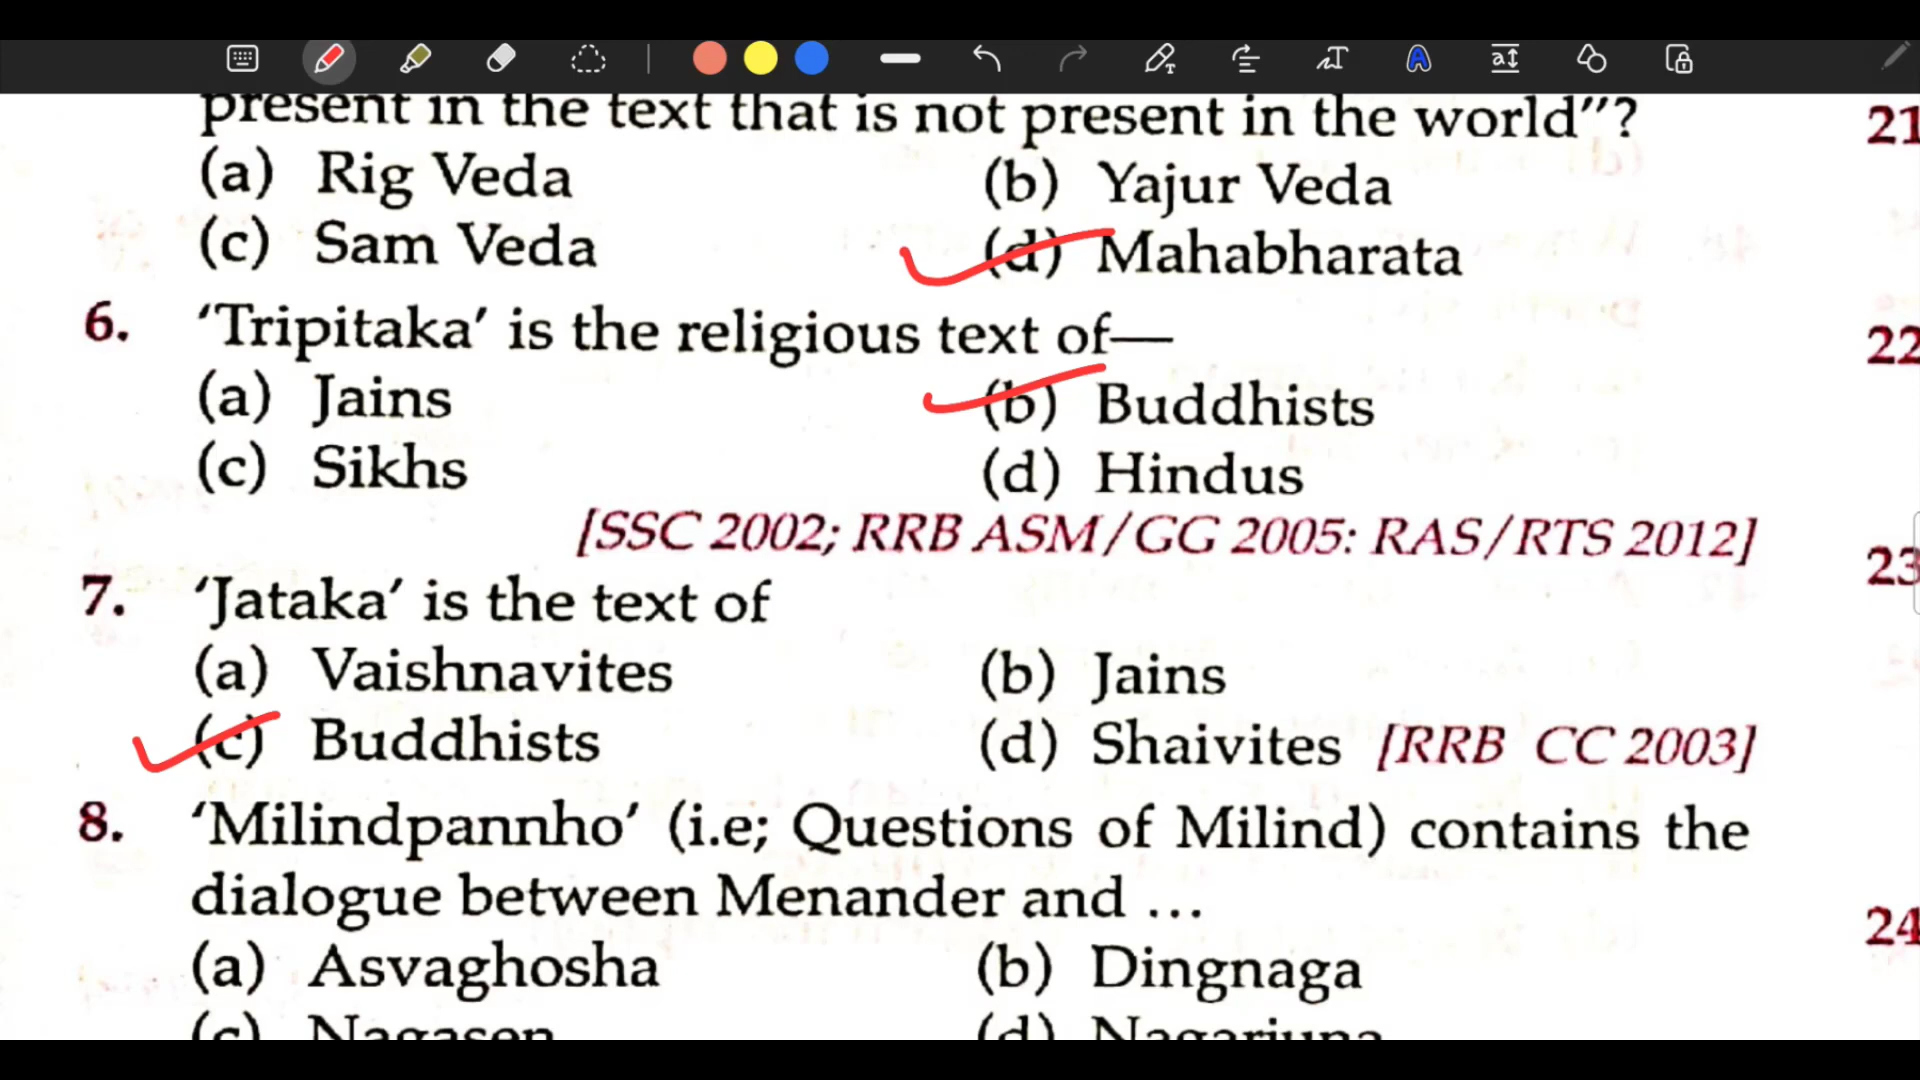 present in the text that is not present in the world”?
(a) Rig Veda (b) Yajur Veda
(c) Sam Veda (d) Mahabharata
6. ‘Tripitaka’ is the religious text of—
(a) Jains (b) Buddhists
(c) Sikhs (d) Hindus
[SSC 2002; RRB ASM/GG 2005: RAS/RTS 2012]
7. ‘Jataka’ is the text of
(a) Vaishnavites (b) Jains
(c) Buddhists (d) Shaivites [RRB CC 2003]
8. ‘Milindpannho’ (i.e; Questions of Milind) contains the
dialogue between Menander and ...
(a) Asvaghosha (b) Dingnaga
(c) Nagasen (d) Nagarjuna
21
22
23
24